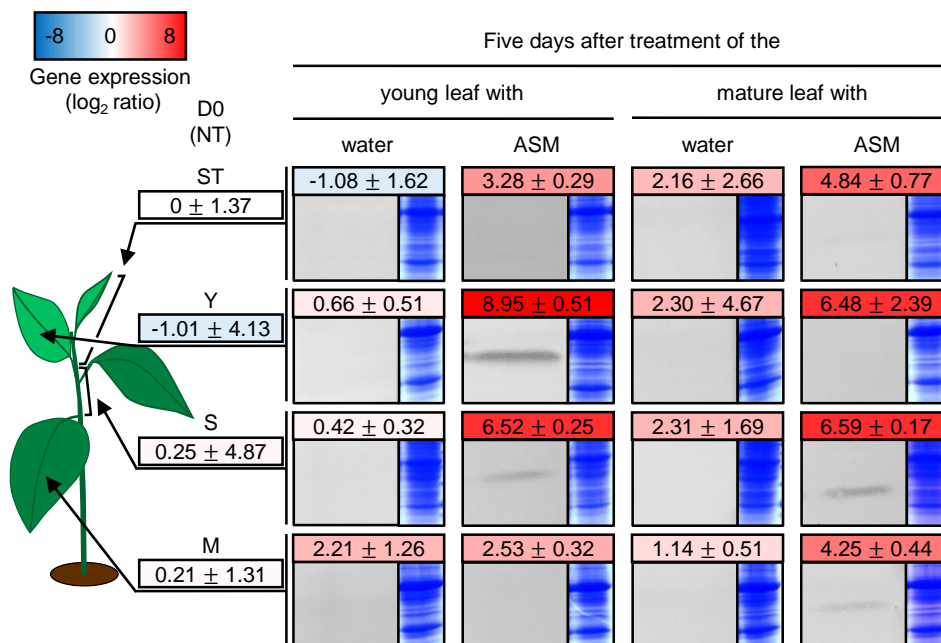 -8 0 8
Gene expression
(log2 ratio)
D0
(NT)
Five days after treatment of the
young leaf with
mature leaf with
water ASM water ASM
ST
0 ± 1.37
-1.08 ± 1.62 3.28 ± 0.29 2.16 ± 2.66 4.84 ± 0.77
Y
-1.01 ± 4.13
0.66 ± 0.51 8.95 ± 0.51 2.30 ± 4.67 6.48 ± 2.39
S
0.25 ± 4.87
0.42 ± 0.32 6.52 ± 0.25 2.31 ± 1.69 6.59 ± 0.17
M
0.21 ± 1.31
2.21 ± 1.26 2.53 ± 0.32 1.14 ± 0.51 4.25 ± 0.44